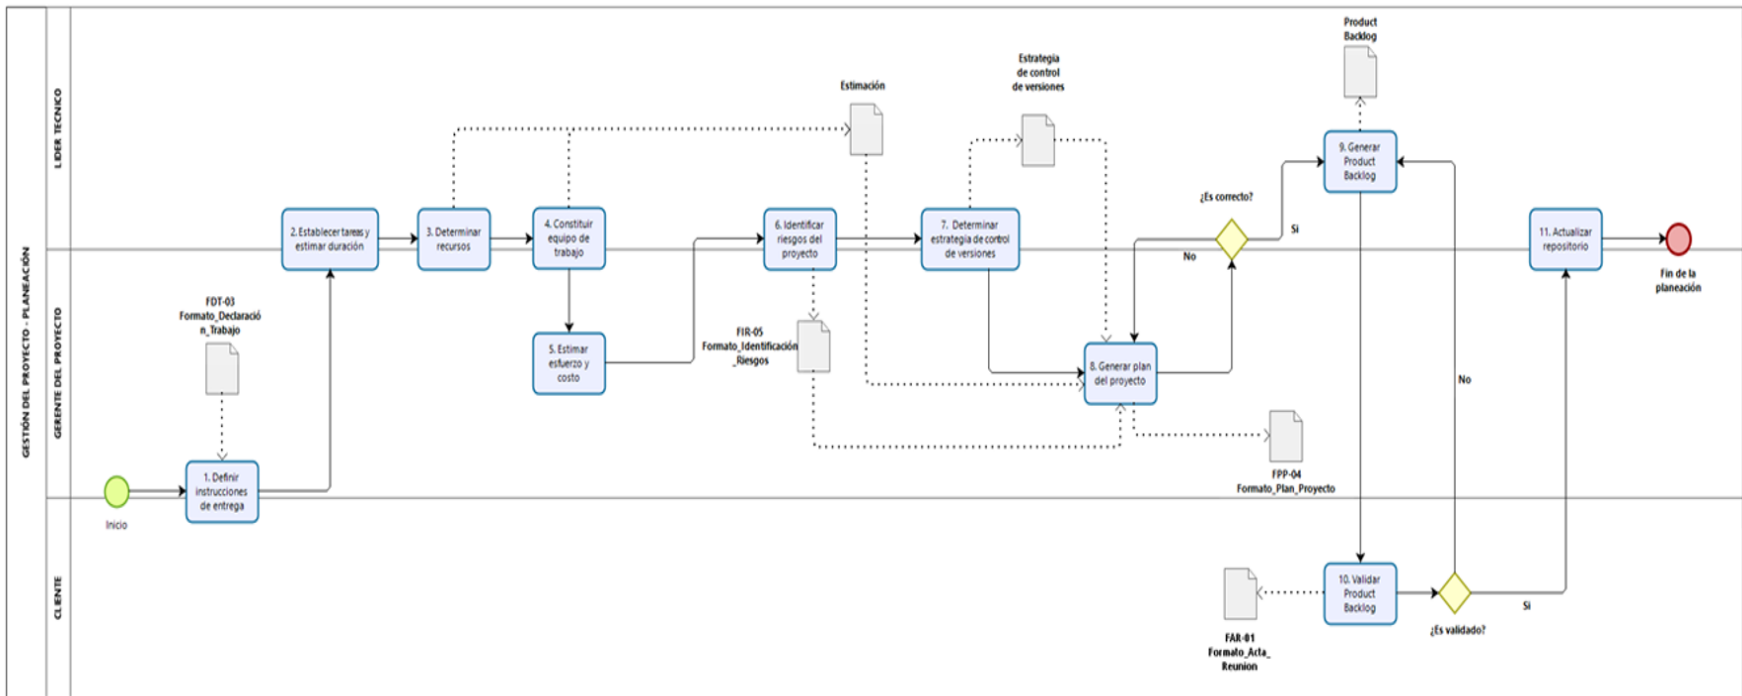 GESTIÓN DEL PROYECTO - PLANEACIÓN
LIDER TECNICO
GERENTE DEL PROYECTO
CLIENTE
Inicio
FDT-03
Formato_Declaració
n_Trabajo
1. Definir
instrucciones
de entrega
2. Establecer tareas y
estimar duración
3. Determinar
recursos
4. Constituir
equipo de
trabajo
5. Estimar
esfuerzo y
costo
Estimación
6. Identificar
riesgos del
proyecto
FIR-05
Formato_Identificación
_Riesgos
7. Determinar
estrategia de control
de versiones
Estrategia
de control
de versiones
8. Generar plan
del proyecto
FPP-04
Formato_Plan_Proyecto
¿Es correcto?
No
Si
Product
Backlog
9. Generar
Product
Backlog
10. Validar
Product
Backlog
FAR-01
Formato_Acta_
Reunion
¿Es validado?
No
Si
11. Actualizar
repositorio
Fin de la
planeación